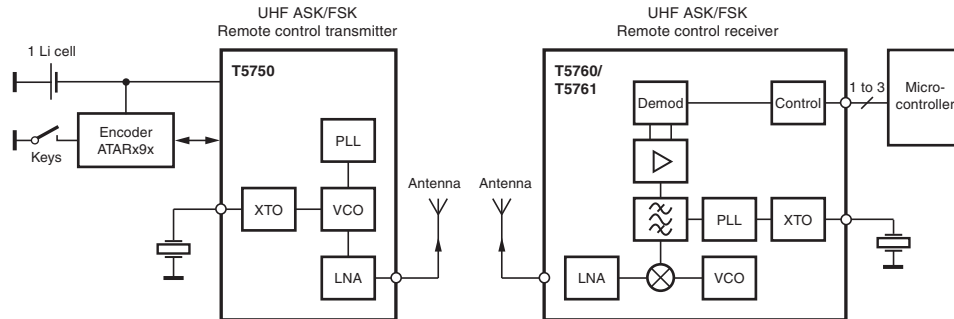 UHF ASK/FSK
Remote control transmitter
1 Li cell
T5750
Encoder
ATARx9x
Keys
PLL
XTO
VCO
LNA
Antenna
Antenna
UHF ASK/FSK
Remote control receiver
T5760/
T5761
Demod
Control
1 to 3
Micro-
controller
PLL
XTO
LNA
VCO